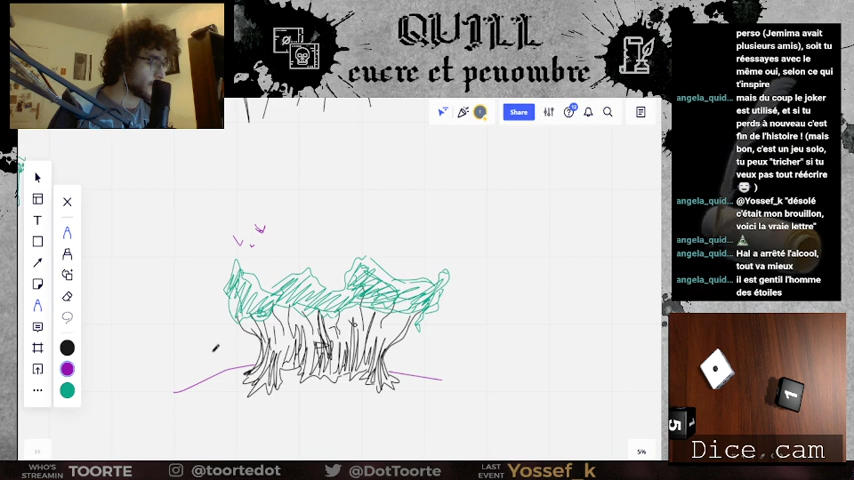 QUILL
encre et penombre
Share
perso (Jemima avait
plusieurs amis), soit tu
réessayes avec le
même oui, selon ce qui
t'inspire
angela_quid... mais du coup le joker
est utilisé, et si tu
perds à nouveau c'est
fin de l'histoire ! (mais
bon, c'est un jeu solo,
tu peux "tricher" si tu
veux pas tout réécrire
)
angela_quid... @Yossef_k "désolé
c'était mon brouillon,
voici la vraie lettre"
angela_quid...
angela_quid... Hal a arrêté l'alcool,
tout va mieux
angela_quid... il est gentil l'homme
des étoiles
T
5%
1
5
Dice.cam
WHO'S
STREAMIN
TOORTE
@toortedot
@DotToorte
LAST
EVENT
Yossef_k